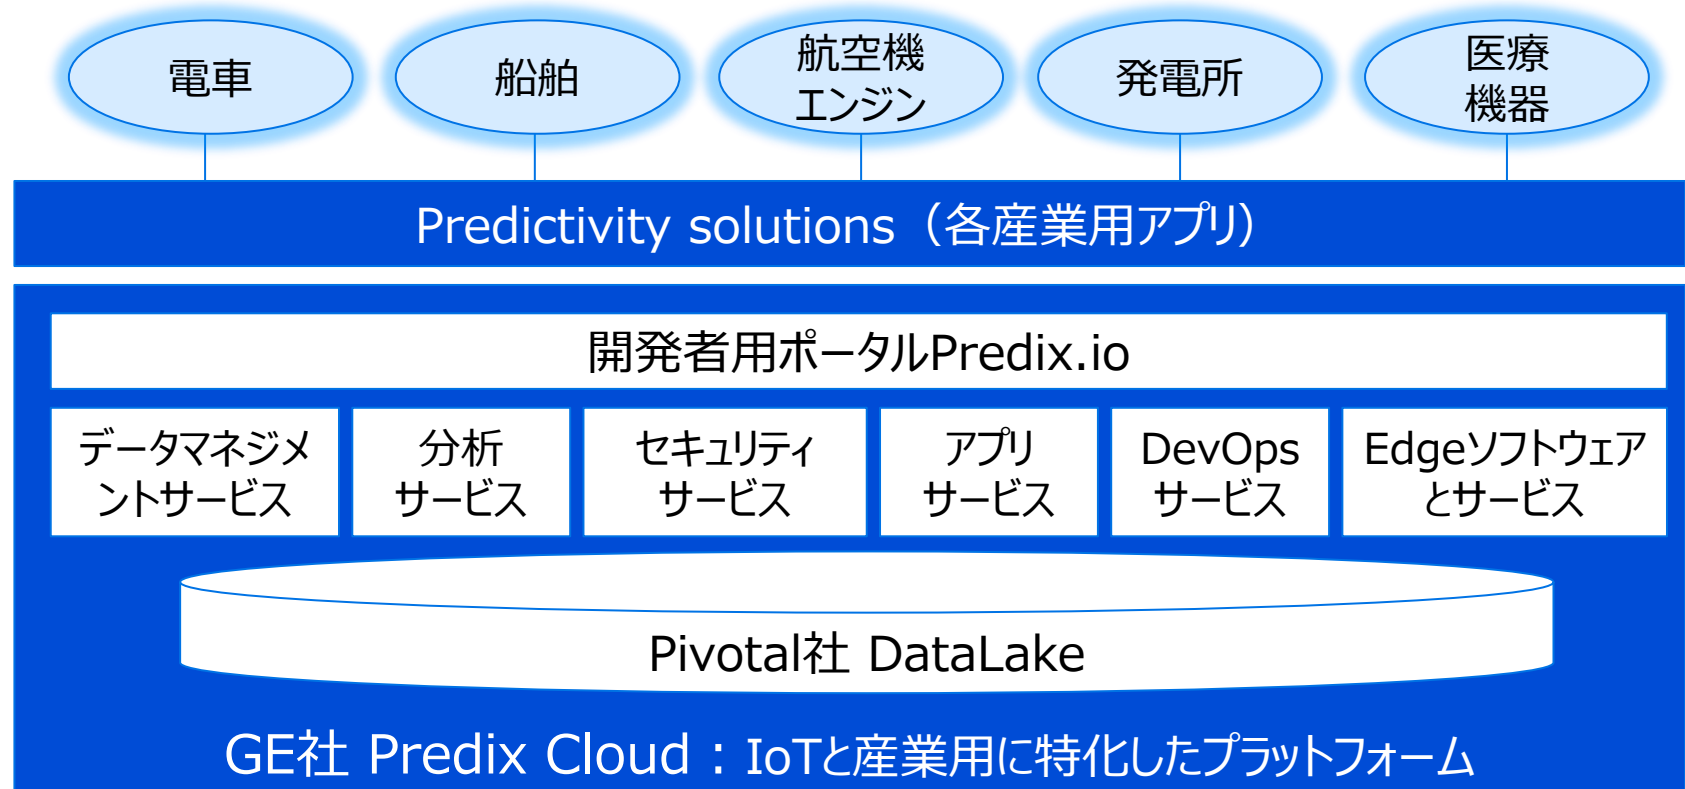 電車
船舶
航空機
エンジン
発電所
医療
機器
Predictivity solutions（各産業用アプリ）
開発者用ポータルPredix.io
データマネジメ
ントサービス
分析
サービス
セキュリティ
サービス
アプリ
サービス
DevOps
サービス
Edgeソフトウェア
とサービス
Pivotal社 DataLake
GE社 Predix Cloud：IoTと産業用に特化したプラットフォーム